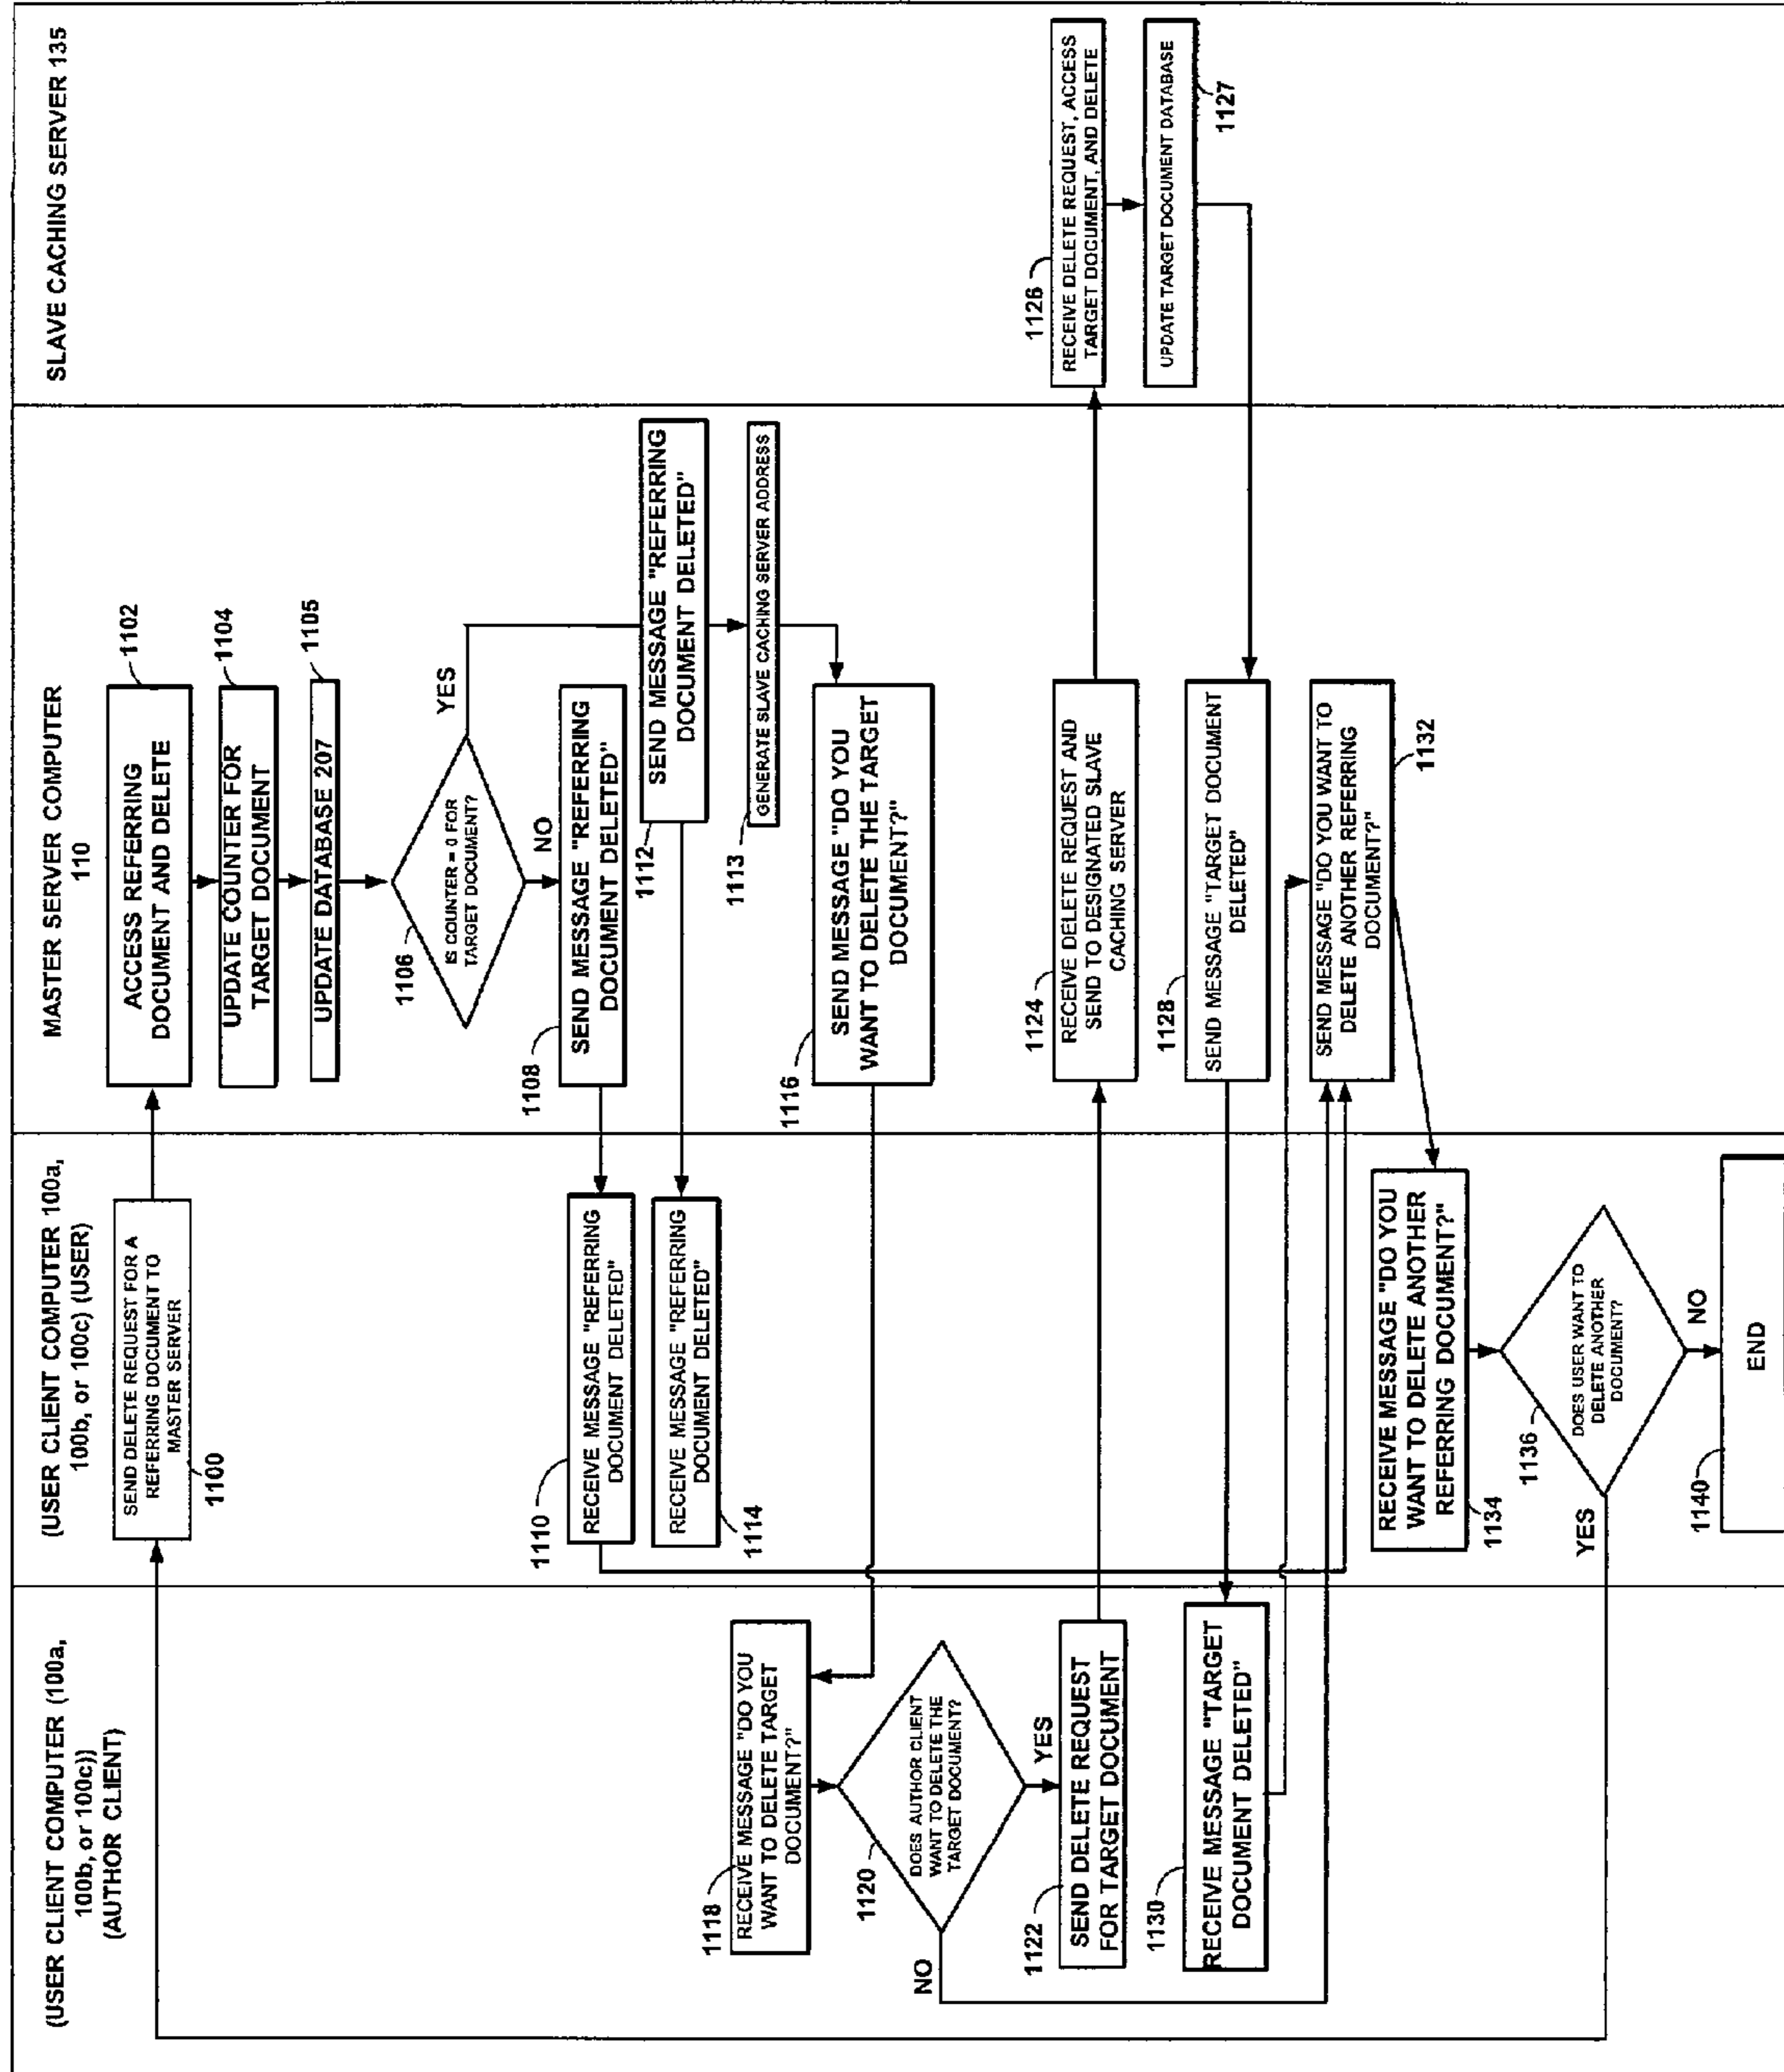 (USER CLIENT COMPUTER (100a,
100b, or 100c)]
(AUTHOR CLIENT)
(USER CLIENT COMPUTER 100a,
100b, or 100c) (USER)
MASTER SERVER COMPUTER
110
SLAVE CACHING SERVER 135
SEND DELETE REQUEST FOR A
REFERRING DOCUMENT TO
MASTER SERVER
1100
ACCESS REFERRING
DOCUMENT AND DELETE
1102
UPDATE COUNTER FOR
TARGET DOCUMENT
1104
UPDATE DATABASE 207
1105
1106
IS COUNTER = 0 FOR
TARGET DOCUMENT?
YES
NO
1108
SEND MESSAGE "REFERRING
DOCUMENT DELETED"
1110
RECEIVE MESSAGE "REFERRING
DOCUMENT DELETED"
1112
SEND MESSAGE "REFERRING
DOCUMENT DELETED"
RECEIVE MESSAGE "REFERRING
DOCUMENT DELETED"
1114
1113
GENERATE SLAVE CACHING SERVER ADDRESS
1116
SEND MESSAGE "DO YOU
WANT TO DELETE THE TARGET
DOCUMENT?"
1118
RECEIVE MESSAGE "DO YOU
WANT TO DELETE TARGET
DOCUMENT?"
1120
DOES AUTHOR CLIENT
WANT TO DELETE THE
TARGET DOCUMENT?
NO
YES
1122
SEND DELETE REQUEST
FOR TARGET DOCUMENT
1124
RECEIVE DELETE REQUEST AND
SEND TO DESIGNATED SLAVE
CACHING SERVER
1126
RECEIVE DELETE REQUEST, ACCESS
TARGET DOCUMENT, AND DELETE
UPDATE TARGET DOCUMENT DATABASE
1127
1128
SEND MESSAGE "TARGET DOCUMENT
DELETED"
1130
RECEIVE MESSAGE "TARGET
DOCUMENT DELETED"
SEND MESSAGE "DO YOU WANT TO
DELETE ANOTHER REFERRING
DOCUMENT?"
1132
RECEIVE MESSAGE "DO YOU
WANT TO DELETE ANOTHER
REFERRING DOCUMENT?"
1134
1136
DOES USER WANT TO
DELETE ANOTHER
DOCUMENT?
YES
NO
1140
END